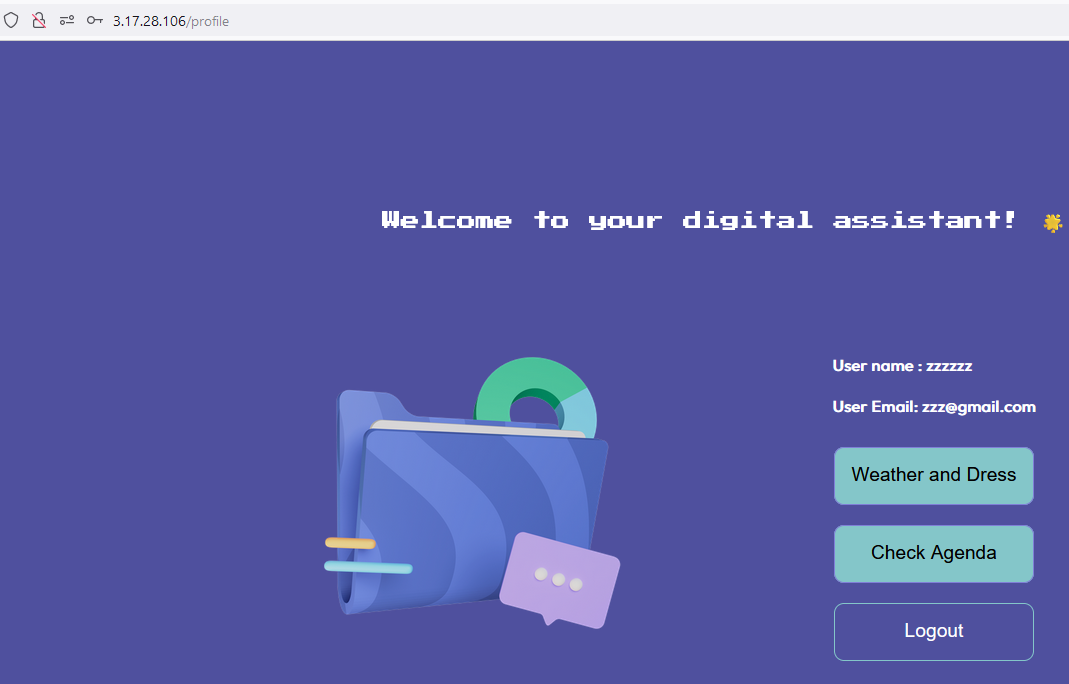 3.17.28.106/profile
Welcome to your digital assistant!
User name : zzzzzz
User Email: zzz@gmail.com
Weather and Dress
Check Agenda
Logout